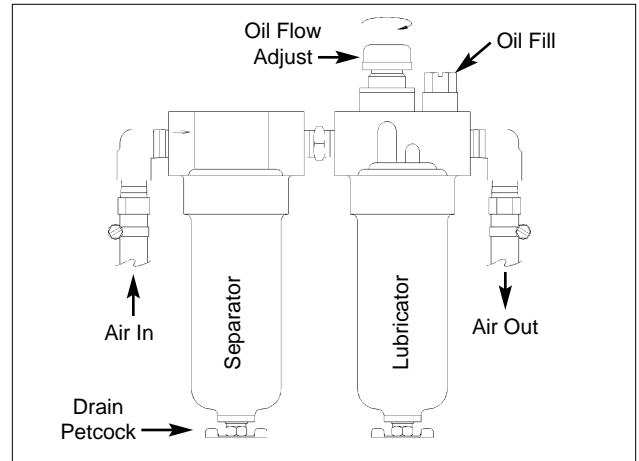 Oil Flow
Adjust
Oil Fill
Separator
Lubricator
Air In
Air Out
Drain
Petcock